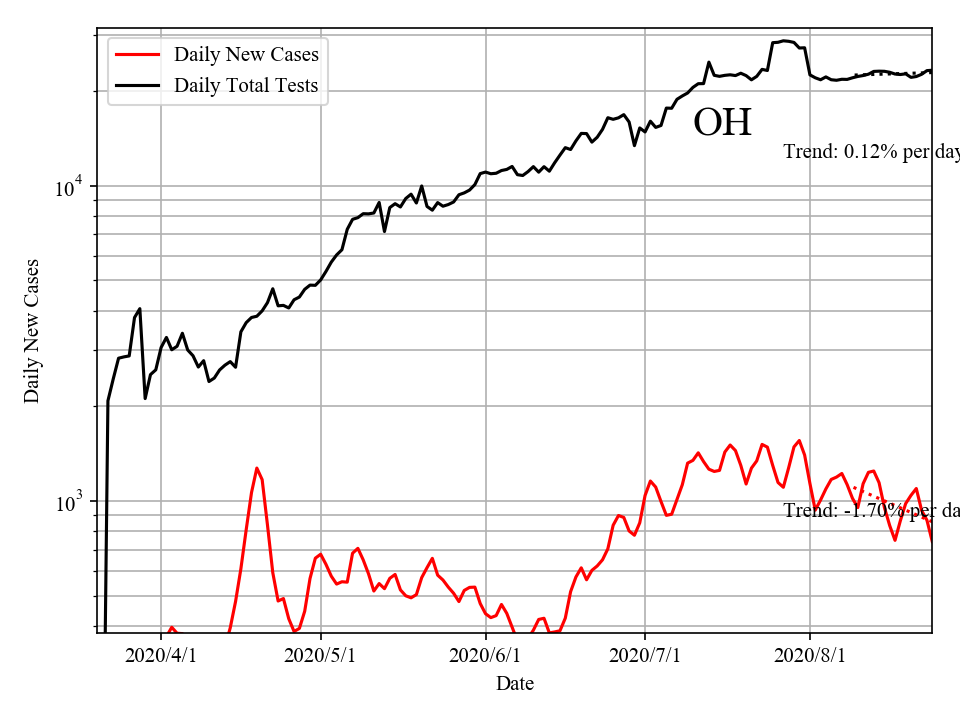 Daily New Cases
Daily Total Tests
OH
Trend: 0.12% per day
10^4
Daily New Cases
10^3
Trend: -1.70% per da
2020/4/1
2020/5/1
2020/6/1
2020/7/1
2020/8/1
Date